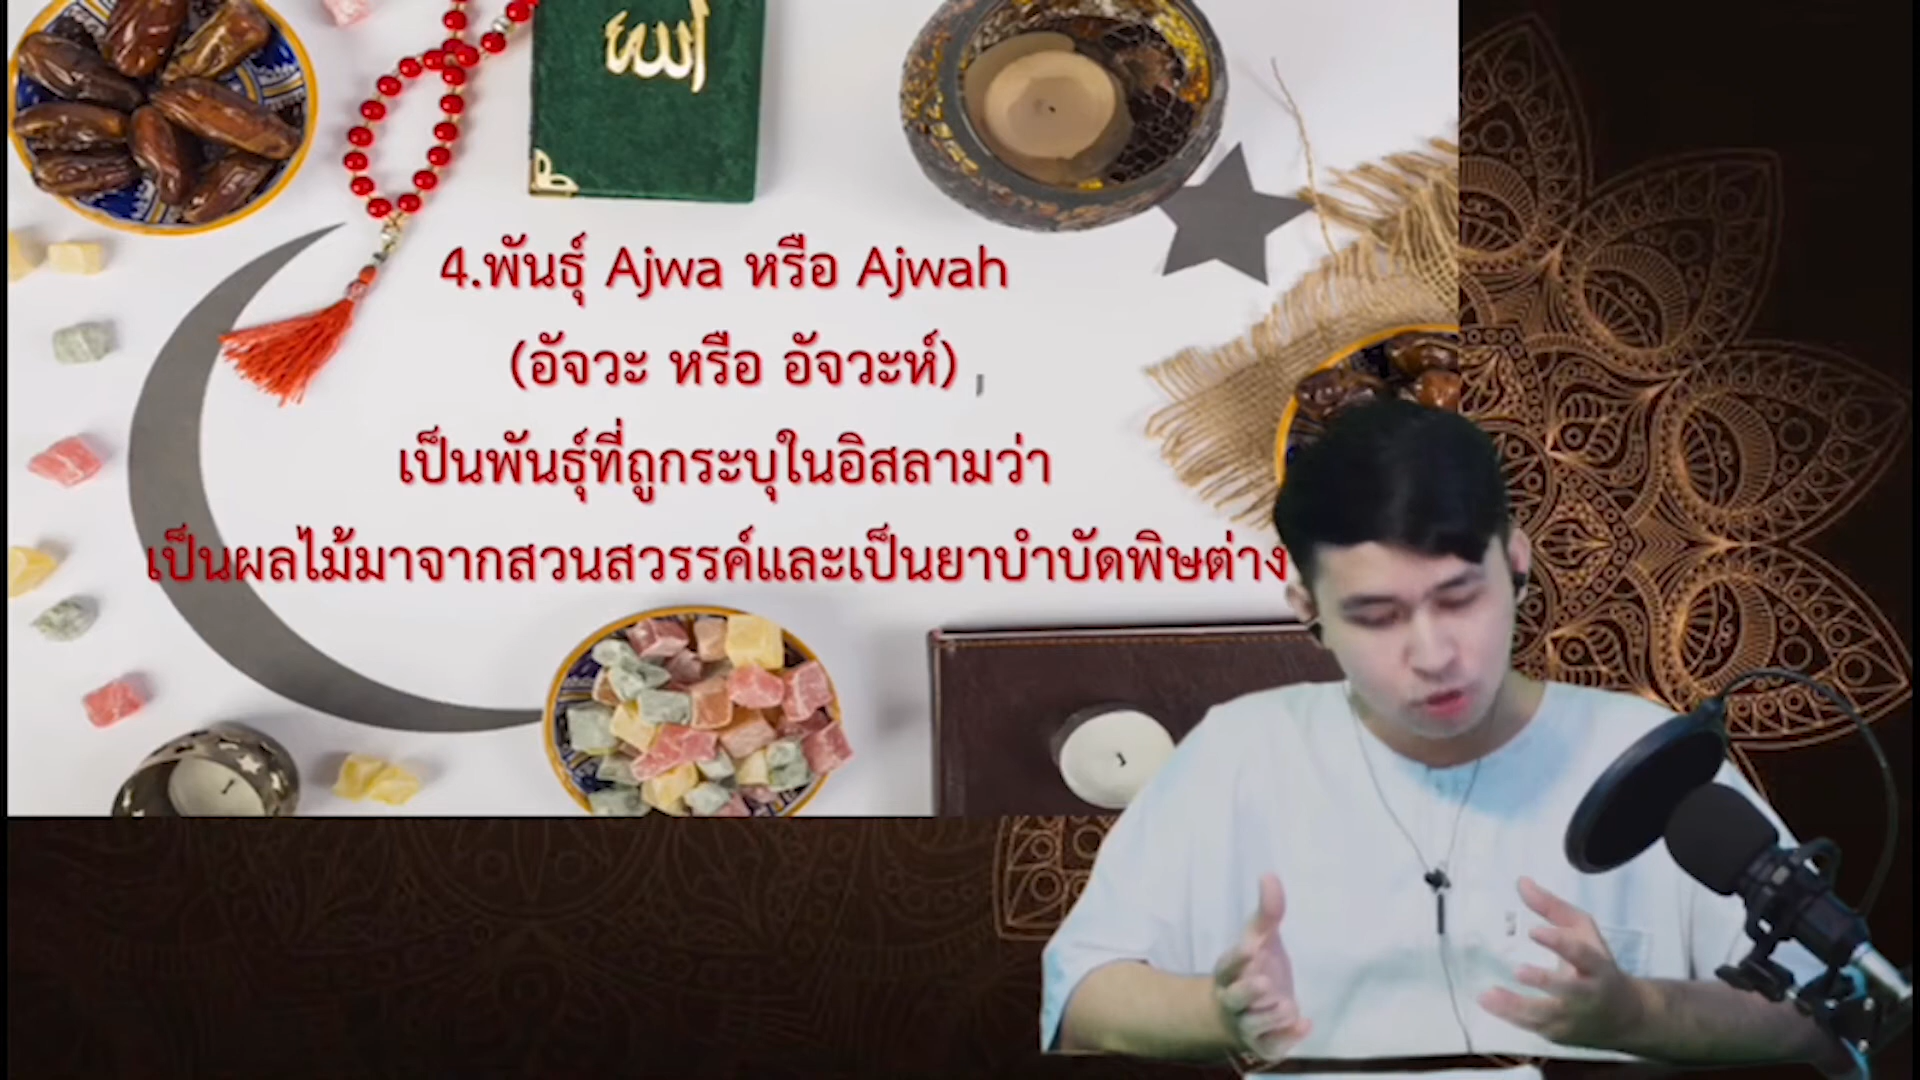 الله
4.พันธุ์ Ajwa หรือ Ajwah
(อัจวะ หรือ อัจวะห์) ,
เป็นพันธุ์ที่ถูกระบุในอิสลามว่า
เป็นผลไม้มาจากสวนสวรรค์และเป็นยาบำบัดพิษต่าง